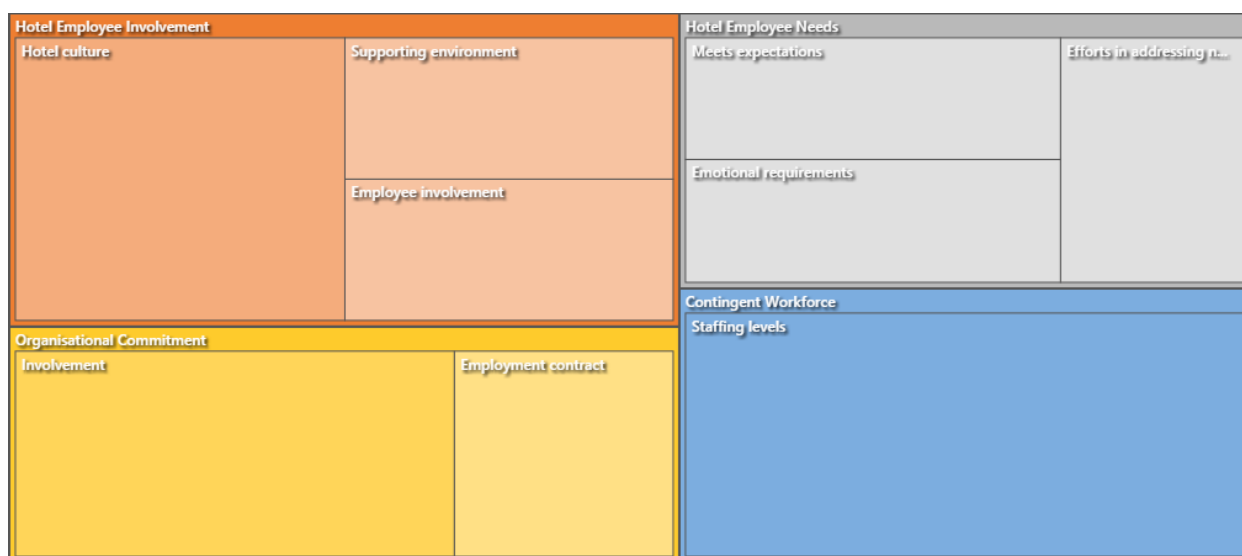 Hotel Employee Involvement
Hotel culture
Supporting environment
Employee involvement
Organisational Commitment
Involvement
Employment contract
Hotel Employee Needs
Meets expectations
Efforts in addressing n...
Emotional requirements
Contingent Workforce
Staffing levels